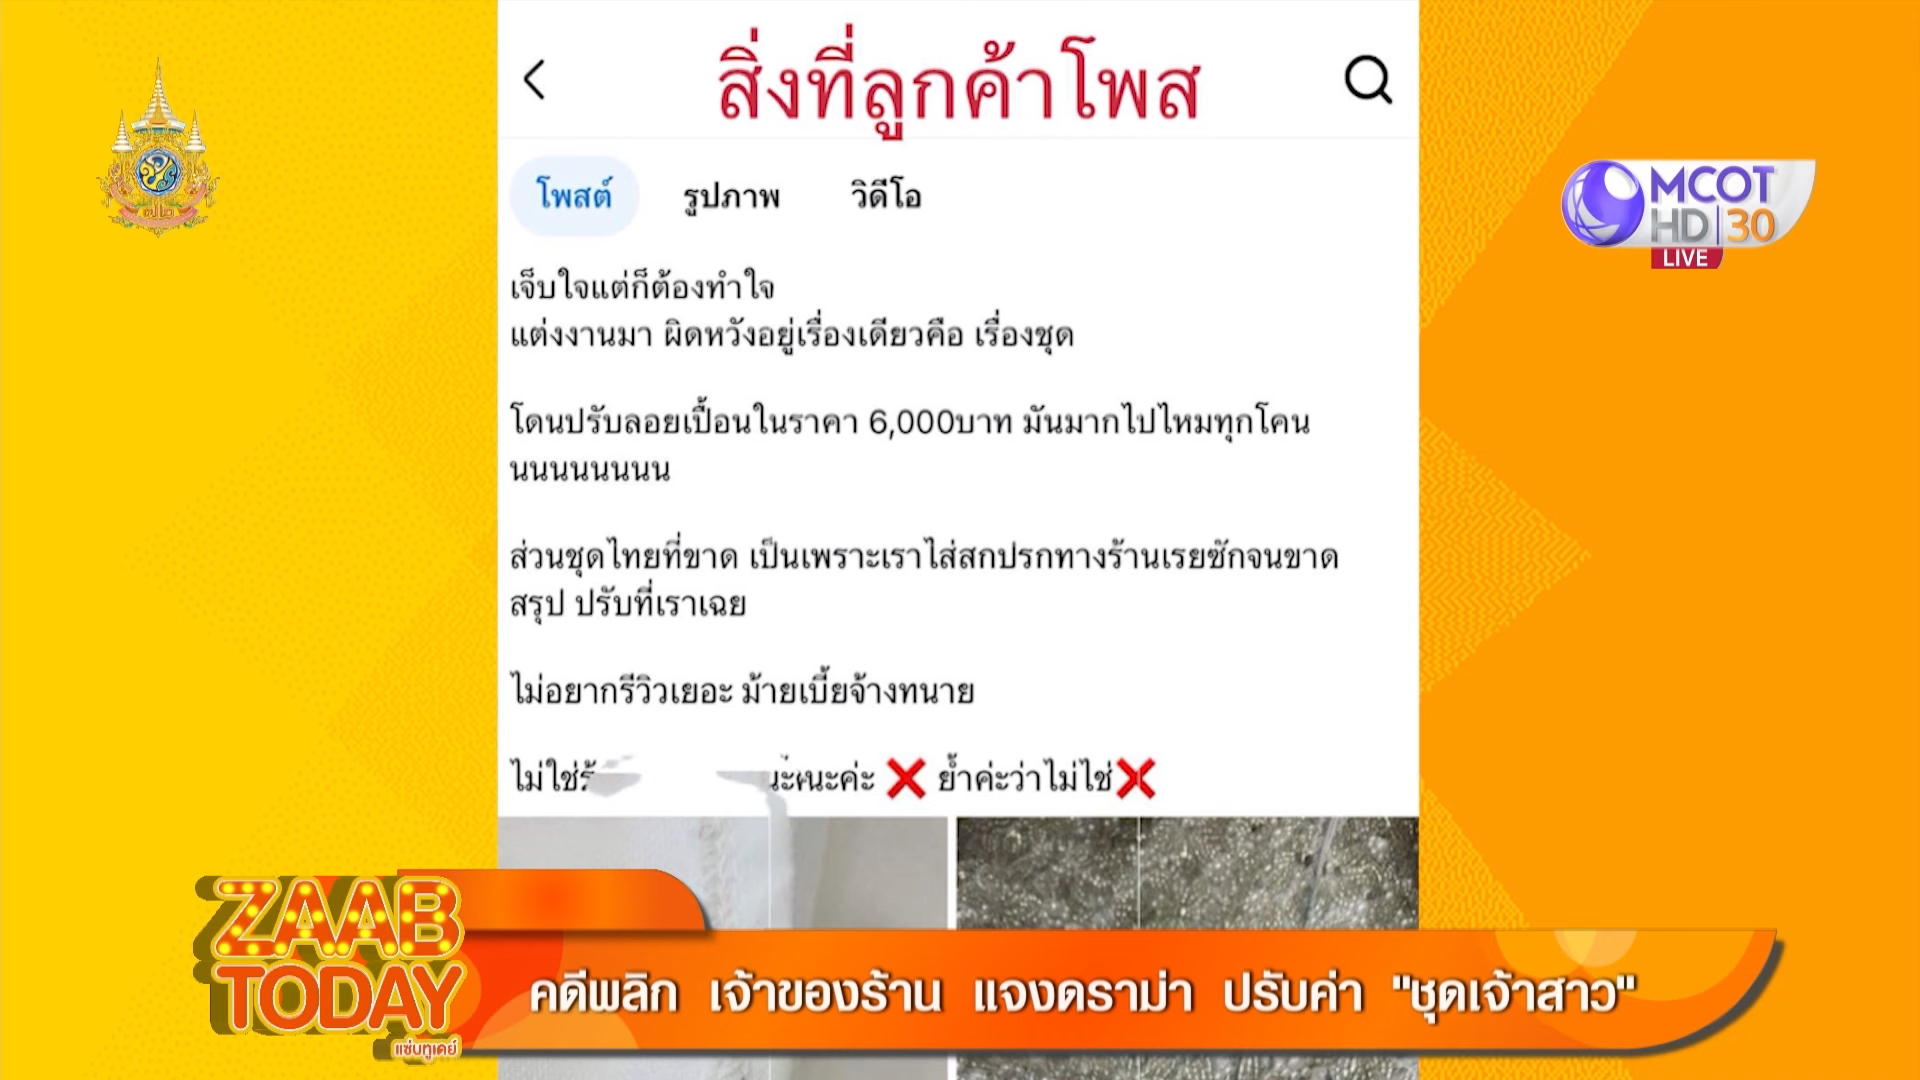 สิ่งที่ลูกค้าโพส
โพสต์ รูปภาพ วิดีโอ
MCOT
HD 30
LIVE
เจ็บใจแต่ก็ต้องทำใจ
แต่งงานมา ผิดหวังอยู่เรื่องเดียวคือ เรื่องชุด
โดนปรับลอยเปื้อนในราคา 6,000บาท มันมากไปไหมทุกโคน
นนนนนนนน
ส่วนชุดไทยที่ขาด เป็นเพราะเราไส่สกปรกทางร้านเรยซักจนขาด
สรุป ปรับที่เราเฉย
ไม่อยากรีวิวเยอะ ม้ายเบี้ยจ้างทนาย
ไม่ใช่ นะคะ ❌ ย้ำค่ะว่าไม่ไช่❌
ZAAB
TODAY
แซ่บทูเดย์
คดีพลิก เจ้าของร้าน แจงดราม่า ปรับค่า "ชุดเจ้าสาว"